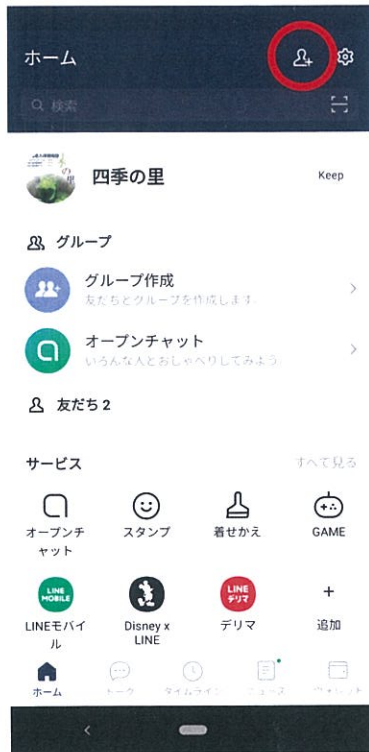 ホーム
検索
四季の里
Keep
グループ
グループ作成
友だちとグループを作成します
オープンチャット
いろんな人とおしゃべりしてみよう
友だち 2
サービス
すべて見る
オープンチャット
スタンプ
着せかえ
GAME
LINE
MOBILE
LINE
デリマ
LINEモバイル
Disney x
LINE
デリマ
追加
ホーム
トーク
タイムライン
ニュース
ウォレット